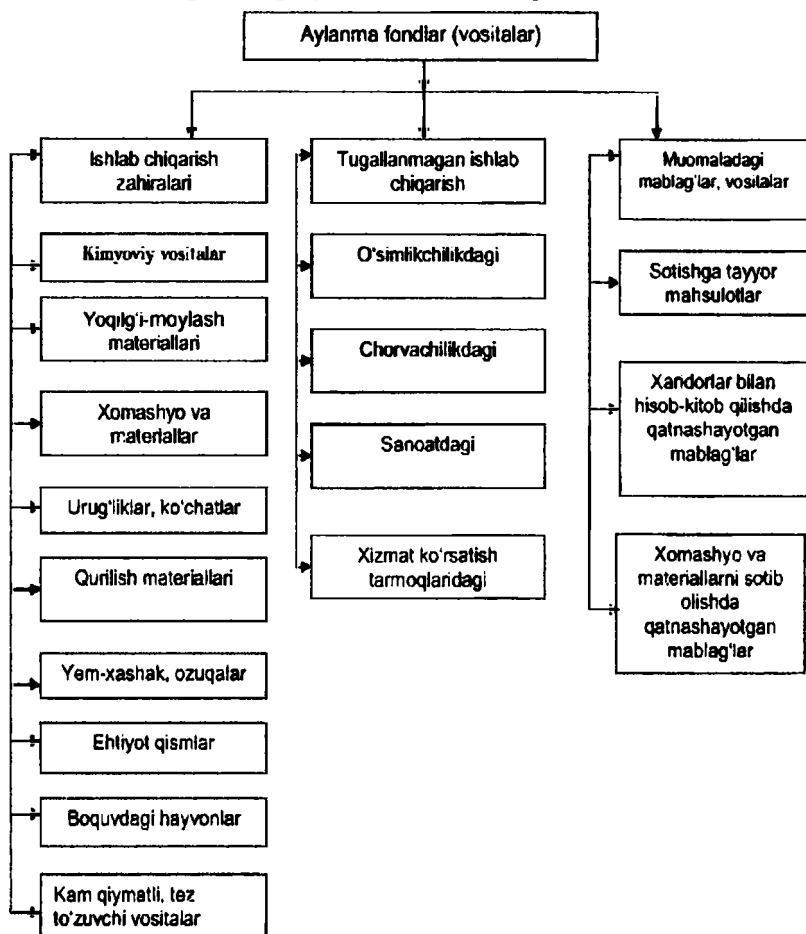 Aylanma fondlar (vositalar)
Ishlab chiqarish
zahiralari
Kimyoviy vositalar
Yoqilg‘i-moylash
materiallari
Xomashyo va
materiallar
Urug‘liklar, ko‘chatlar
Qurilish materiallari
Yem-xashak, ozuqalar
Ehtiyot qismlar
Boquvdagi hayvonlar
Kam qiymatli, tez
to‘zuvchi vositalar
Tugallanmagan ishlab
chiqarish
O‘simlikchilikdagi
Chorvachilikdagi
Sanoatdagi
Xizmat ko‘rsatish
tarmoqlaridagi
Muomaladagi
mablag‘lar, vositalar
Sotishga tayyor
mahsulotlar
Xaridorlar bilan
hisob-kitob qilishda
qatnashayotgan
mablag‘lar
Xomashyo va
materiallarni sotib
olishda
qatnashayotgan
mablag‘lar